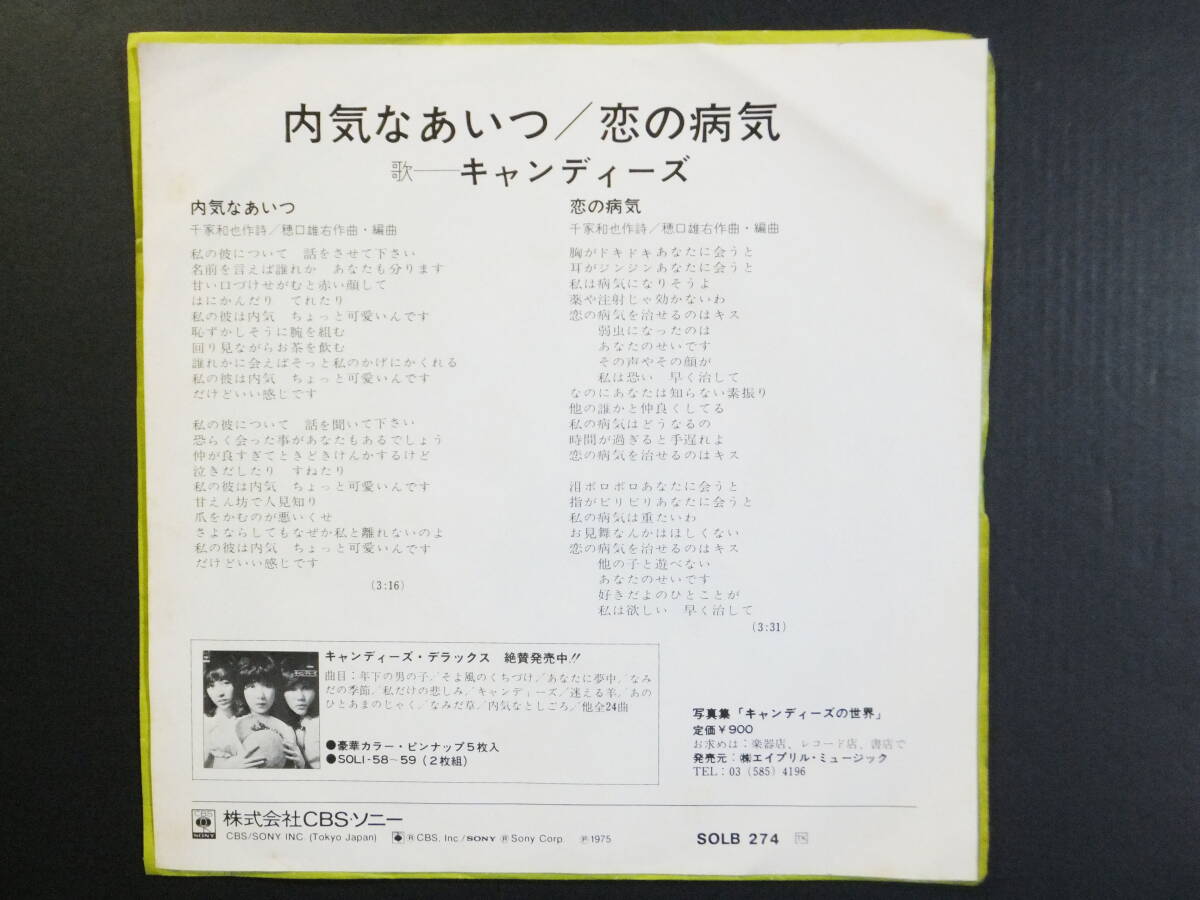 内気なあいつ／恋の病気
歌──キャンディーズ
内気なあいつ
千家和也作詩／穂口雄右作曲・編曲
私の彼について　話をさせて下さい
名前を言えば誰れか　あなたも分ります
甘い口づけせがむと赤い顔して
はにかんだり　てれたり
私の彼は内気　ちょっと可愛いんです
恥ずかしそうに腕を組む
回り見ながらお茶を飲む
誰れかに会えばそっと私のかげにかくれる
私の彼は内気　ちょっと可愛いんです
だけどいい感じです
私の彼について　話を聞いて下さい
恐らく会った事があなたもあるでしょう
仲が良すぎてときどきけんかするけど
泣きだしたり　すねたり
私の彼は内気　ちょっと可愛いんです
甘えん坊で人見知り
爪をかむのが悪いくせ
さよならしてもなぜか私と離れないのよ
私の彼は内気　ちょっと可愛いんです
だけどいい感じです
(3:16)
恋の病気
千家和也作詩／穂口雄右作曲・編曲
胸がドキドキあなたに会うと
耳がジンジンあなたに会うと
私は病気になりそうよ
薬や注射じゃ効かないわ
恋の病気を治せるのはキス
弱虫になったのは
あなたのせいです
その声やその顔が
私は恐い　早く治して
なのにあなたは知らない素振り
他の誰かと仲良くしてる
私の病気はどうなるの
時間が過ぎると手遅れよ
恋の病気を治せるのはキス
泪ポロポロあなたに会うと
指がピリピリあなたに会うと
私の病気は重たいわ
お見舞なんかはほしくない
恋の病気を治せるのはキス
他の子と遊べない
あなたのせいです
好きだよのひとことが
私は欲しい　早く治して
(3:31)
キャンディーズ・デラックス　絶賛発売中!!
曲目：年下の男の子／そよ風のくちづけ／あなたに夢中／なみ
だの季節／私だけの悲しみ／キャンディーズ／迷える羊／あの
ひとあまのじゃく／なみだ草／内気なとしごろ／他全24曲
●豪華カラー・ピンナップ5枚入
●SOLI-58~59 (2枚組)
写真集「キャンディーズの世界」
定価￥900
お求めは：楽器店、レコード店、書店で
発売元：㈱エイプリル・ミュージック
TEL：03 (585) 4196
CBS
SONY
株式会社CBS・ソニー
CBS/SONY INC. (Tokyo Japan)
®CBS, Inc./SONY ®Sony Corp. ℗1975
SOLB 274